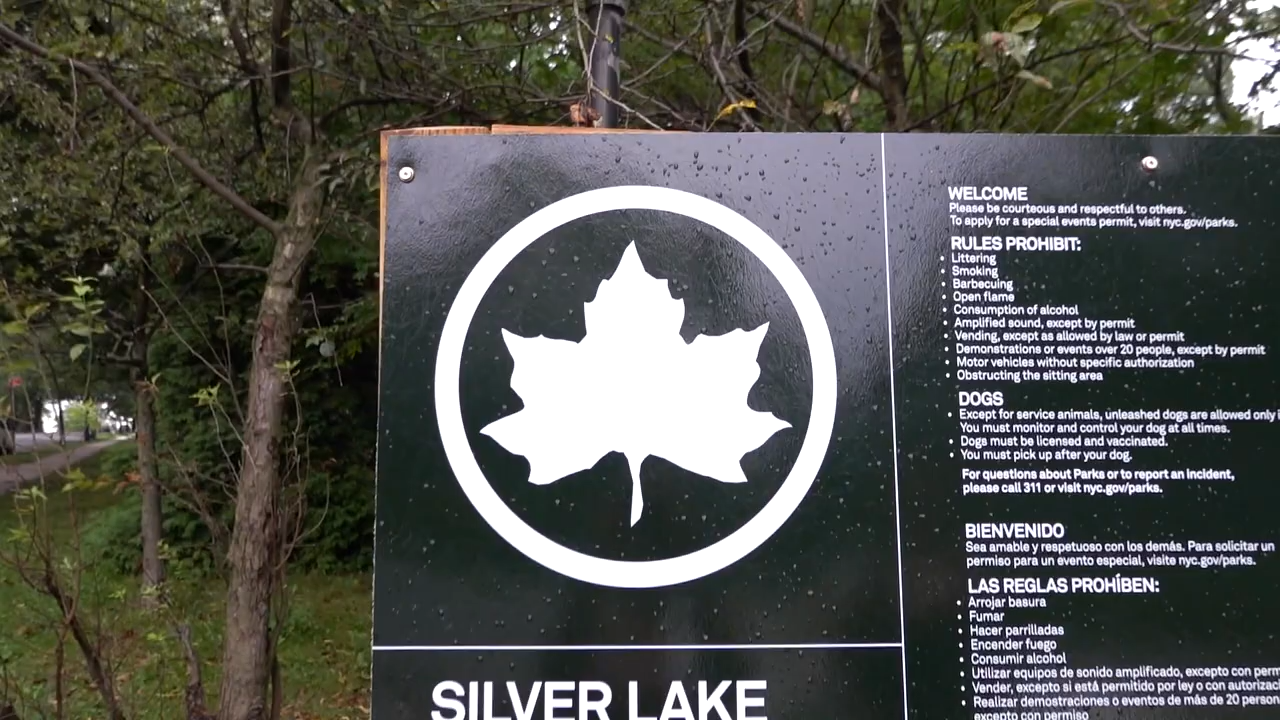 SILVER LAKE
WELCOME
Please be courteous and respectful to others.
To apply for a special events permit, visit nyc.gov/parks.
RULES PROHIBIT:
• Littering
• Smoking
• Barbecuing
• Open flame
• Consumption of alcohol
• Amplified sound, except by permit
• Vending, except as allowed by law or permit
• Demonstrations or events over 20 people, except by permit
• Motor vehicles without specific authorization
• Obstructing the sitting area
DOGS
• Except for service animals, unleashed dogs are allowed only
You must monitor and control your dog at all times.
• Dogs must be licensed and vaccinated.
• You must pick up after your dog.
For questions about Parks or to report an incident,
please call 311 or visit nyc.gov/parks.
BIENVENIDO
Sea amable y respetuoso con los demás. Para solicitar un
permiso para un evento especial, visite nyc.gov/parks.
LAS REGLAS PROHÍBEN:
• Arrojar basura
• Fumar
• Hacer parrilladas
• Encender fuego
• Consumir alcohol
• Utilizar equipos de sonido amplificado, excepto con
• Vender, excepto si está permitido por ley o con
• Realizar demostraciones o eventos de más de 20
excepto con permiso